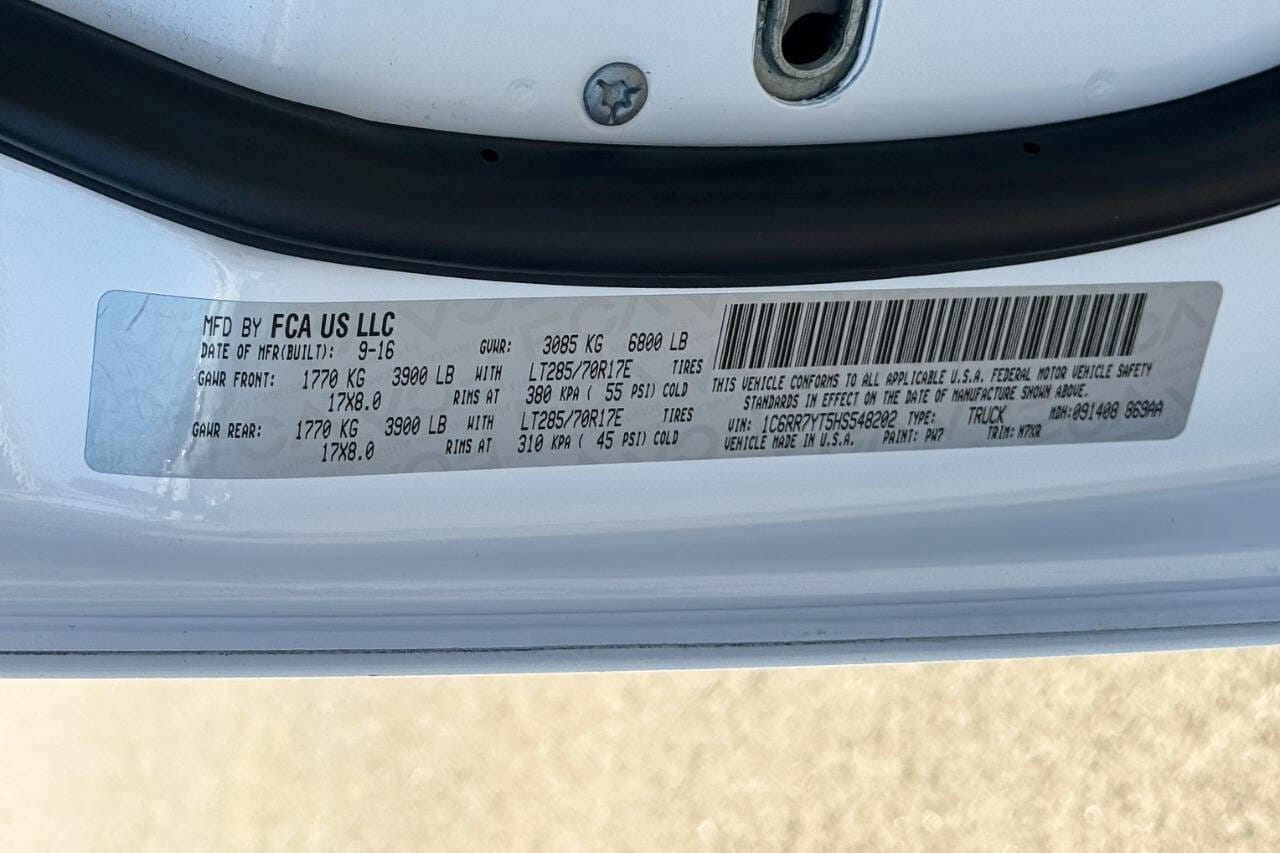 MFD BY FCA US LLC
DATE OF MFR(BUILT): 9-16 GVWR: 3085 KG 6800 LB
GAWR FRONT: 1770 KG 3900 LB WITH LT285/70R17E TIRES
17X8.0 RIMS AT 380 KPA ( 55 PSI) COLD
GAWR REAR: 1770 KG 3900 LB WITH LT285/70R17E TIRES
17X8.0 RIMS AT 310 KPA ( 45 PSI) COLD
THIS VEHICLE CONFORMS TO ALL APPLICABLE U.S.A. FEDERAL MOTOR VEHICLE SAFETY
STANDARDS IN EFFECT ON THE DATE OF MANUFACTURE SHOWN ABOVE.
VIN: 1C6RR7YT5HS548202 TYPE: TRUCK MDH:091408 869AA
VEHICLE MADE IN U.S.A. PAINT: PW7 TRIM: N7XR